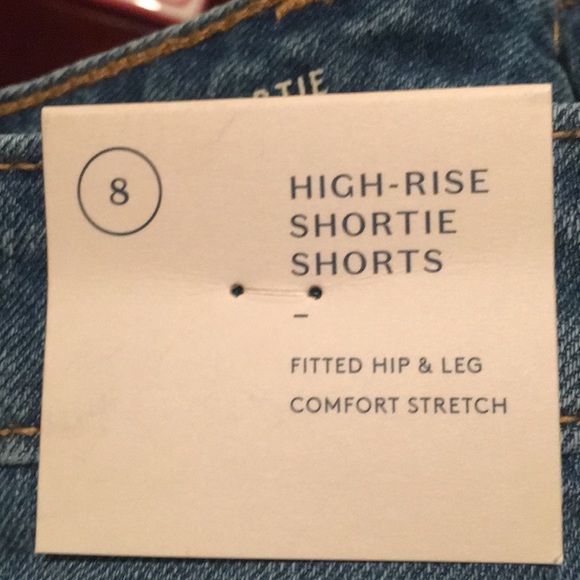 8
HIGH-RISE
SHORTIE
SHORTS
–
FITTED HIP & LEG
COMFORT STRETCH